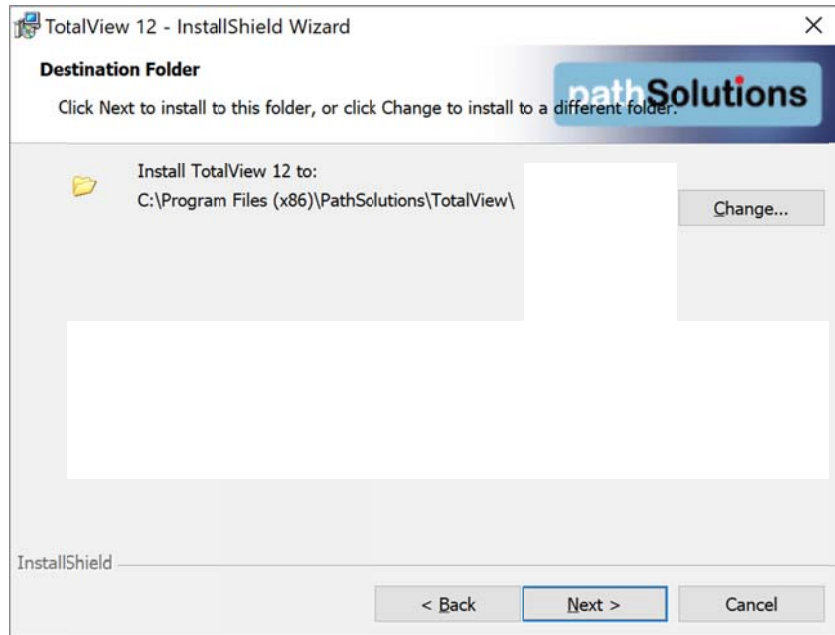 TotalView 12 - InstallShield Wizard
Destination Folder
pathSolutions
Click Next to install to this folder, or click Change to install to a different folder.
Install TotalView 12 to:
C:\Program Files (x86)\PathSolutions\TotalView\
Change...
InstallShield
< Back
Next >
Cancel